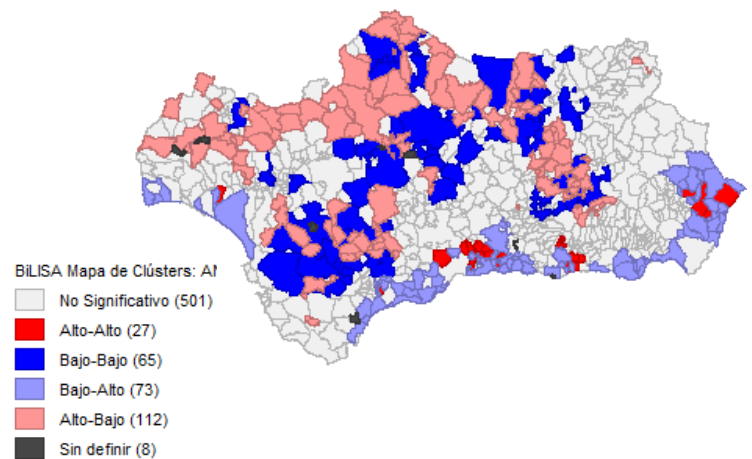 BiLISA Mapa de Clústers:
No Significativo (501)
Alto-Alto (27)
Bajo-Bajo (65)
Bajo-Alto (73)
Alto-Bajo (112)
Sin definir (8)